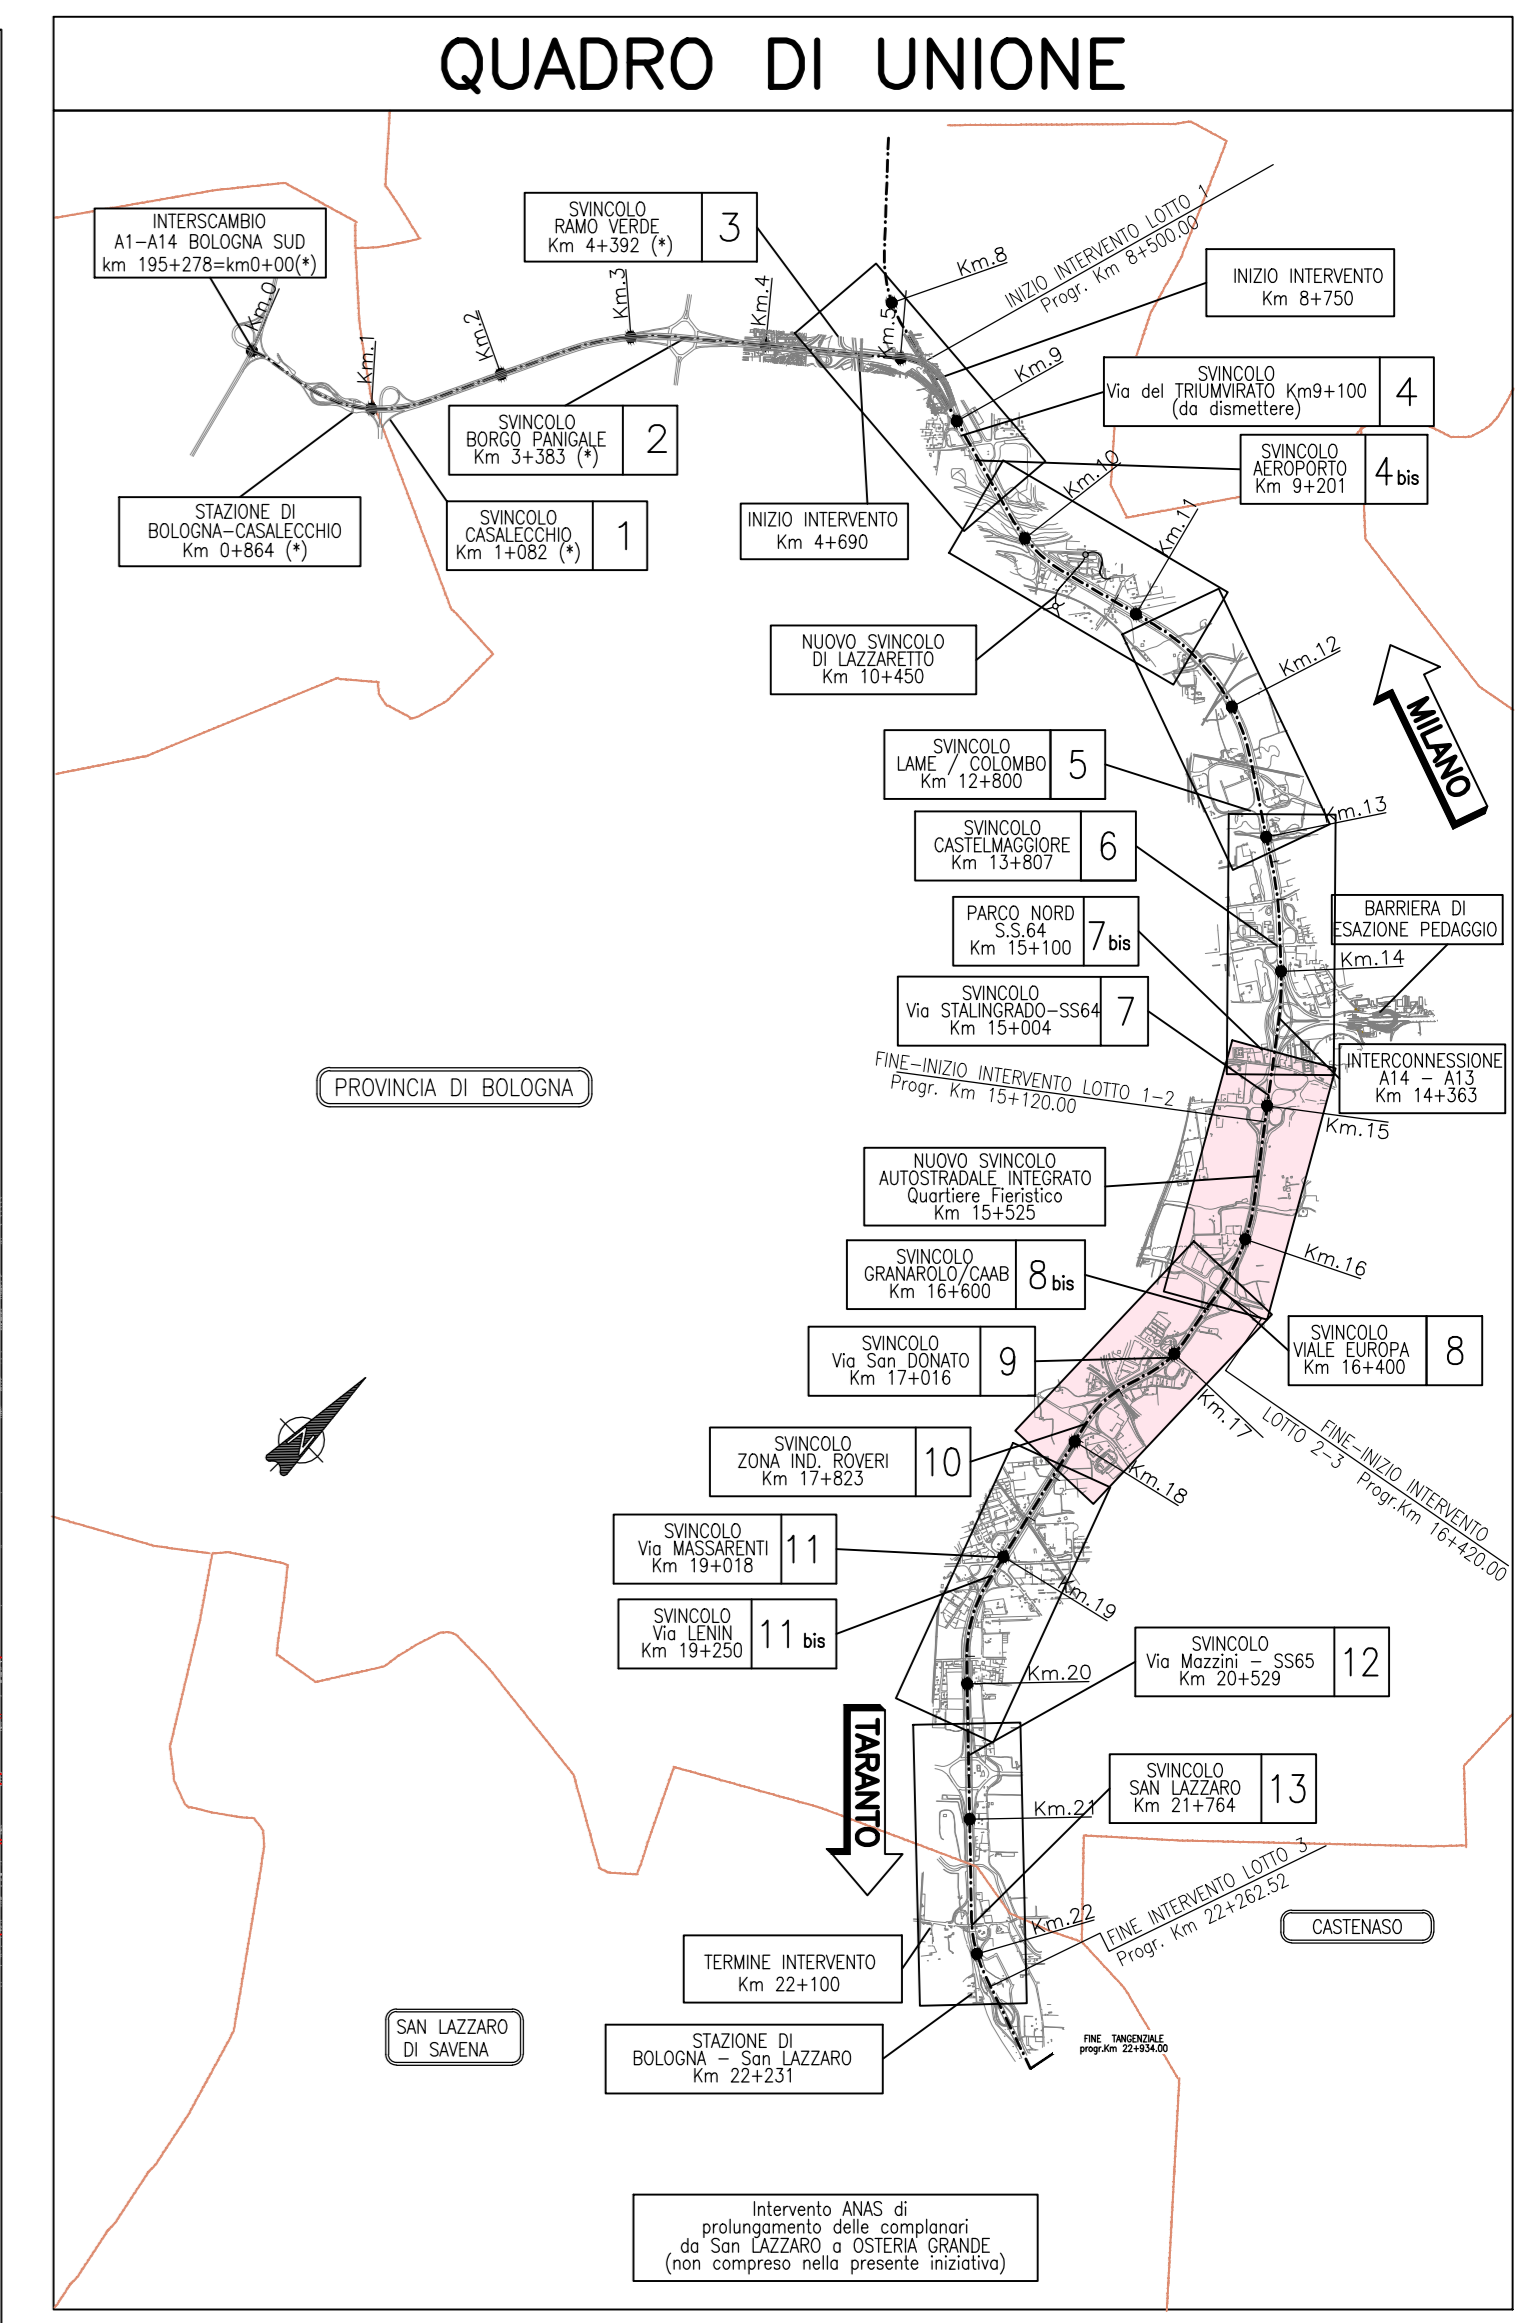 QUADRO DI UNIONE
INTERSCAMBIO
A1-A14 BOLOGNA SUD
km 195+278=km0+00(*)
SVINCOLO
RAMO VERDE
Km 4+392 (*)
3
Km.0
Km.1
Km.2
Km.3
Km.4
Km.5
Km.8
INIZIO INTERVENTO LOTTO 1
Progr. Km 8+500.00
INIZIO INTERVENTO
Km 8+750
Km.9
SVINCOLO
Via del TRIUMVIRATO Km9+100
(da dismettere)
4
SVINCOLO
BORGO PANIGALE
Km 3+383 (*)
2
SVINCOLO
AEROPORTO
Km 9+201
4 bis
Km.10
STAZIONE DI
BOLOGNA-CASALECCHIO
Km 0+864 (*)
SVINCOLO
CASALECCHIO
Km 1+082 (*)
1
INIZIO INTERVENTO
Km 4+690
Km.11
NUOVO SVINCOLO
DI LAZZARETTO
Km 10+450
Km.12
MILANO
SVINCOLO
LAME / COLOMBO
Km 12+800
5
Km.13
SVINCOLO
CASTELMAGGIORE
Km 13+807
6
PARCO NORD
S.S.64
Km 15+100
7 bis
BARRIERA DI
ESAZIONE PEDAGGIO
Km.14
SVINCOLO
Via STALINGRADO-SS64
Km 15+004
7
INTERCONNESSIONE
A14 - A13
Km 14+363
FINE-INIZIO INTERVENTO LOTTO 1-2
Progr. Km 15+120.00
PROVINCIA DI BOLOGNA
Km.15
NUOVO SVINCOLO
AUTOSTRADALE INTEGRATO
Quartiere Fieristico
Km 15+525
Km.16
SVINCOLO
GRANAROLO/CAAB
Km 16+600
8 bis
SVINCOLO
VIALE EUROPA
Km 16+400
8
SVINCOLO
Via San DONATO
Km 17+016
9
Km.17
FINE-INIZIO INTERVENTO
LOTTO 2-3 Progr.Km 16+420.00
SVINCOLO
ZONA IND. ROVERI
Km 17+823
10
Km.18
SVINCOLO
Via MASSARENTI
Km 19+018
11
Km.19
SVINCOLO
Via LENIN
Km 19+250
11 bis
SVINCOLO
Via Mazzini - SS65
Km 20+529
12
Km.20
TARANTO
SVINCOLO
SAN LAZZARO
Km 21+764
13
Km.21
FINE INTERVENTO LOTTO 3
Progr. Km 22+262.52
Km.22
CASTENASO
TERMINE INTERVENTO
Km 22+100
SAN LAZZARO
DI SAVENA
STAZIONE DI
BOLOGNA - San LAZZARO
Km 22+231
FINE TANGENZIALE
progr.Km 22+934.00
Intervento ANAS di
prolungamento delle complanari
da San LAZZARO a OSTERIA GRANDE
(non compreso nella presente iniziativa)